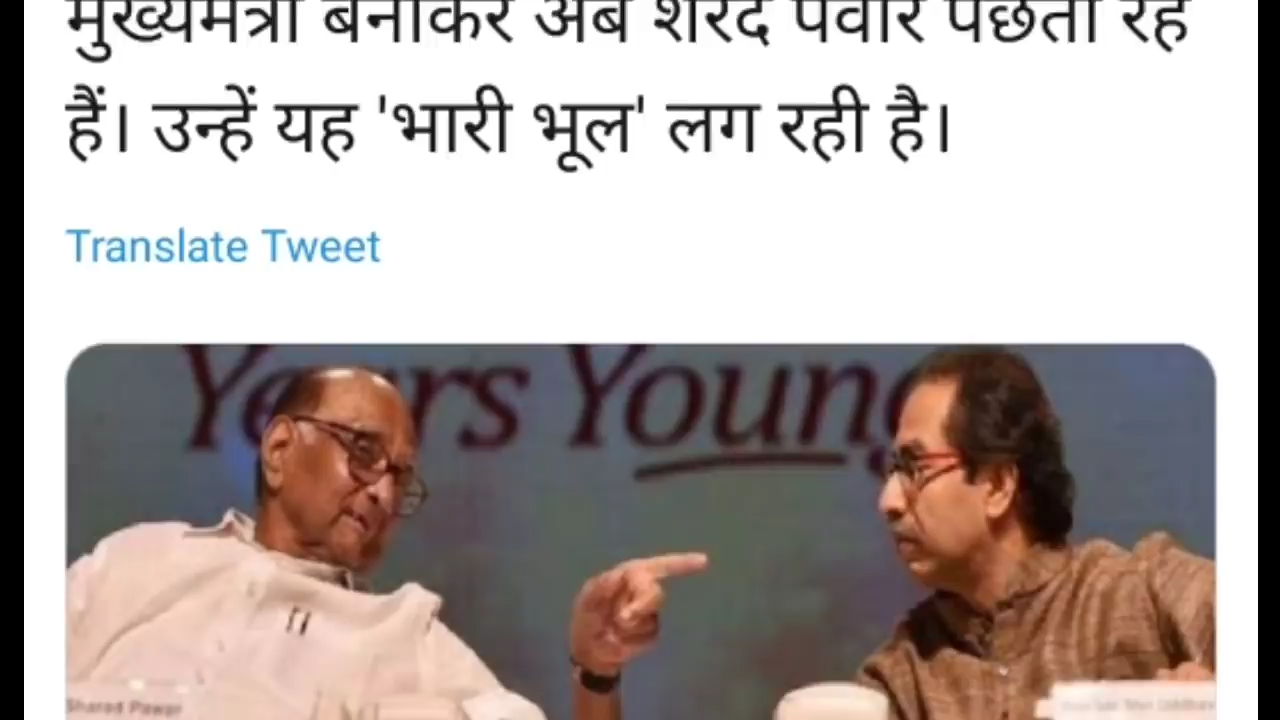 मुख्यमंत्री बनाकर अब शरद पवार पछता रहे
हैं। उन्हें यह 'भारी भूल' लग रही है।
Translate Tweet
Years Young
Sharad Pawar